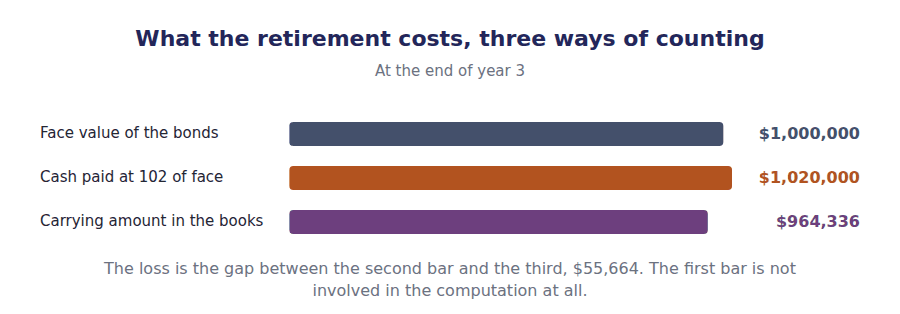 What the retirement costs, three ways of counting
At the end of year 3
Face value of the bonds $1,000,000
Cash paid at 102 of face $1,020,000
Carrying amount in the books $964,336
The loss is the gap between the second bar and the third, $55,664. The first bar is not
involved in the computation at all.